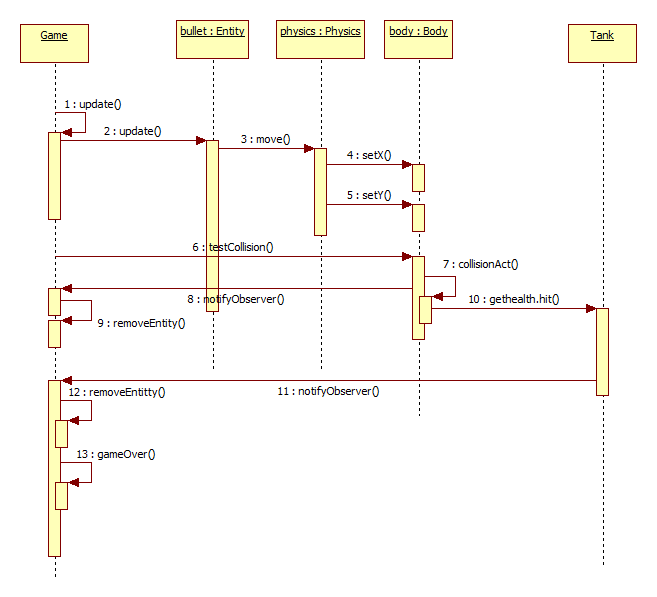 Game
bullet : Entity
physics : Physics
body : Body
Tank
1 : update()
2 : update()
3 : move()
4 : setX()
5 : setY()
6 : testCollision()
7 : collisionAct()
8 : notifyObserver()
10 : gethealth.hit()
9 : removeEntity()
11 : notifyObserver()
12 : removeEntitty()
13 : gameOver()